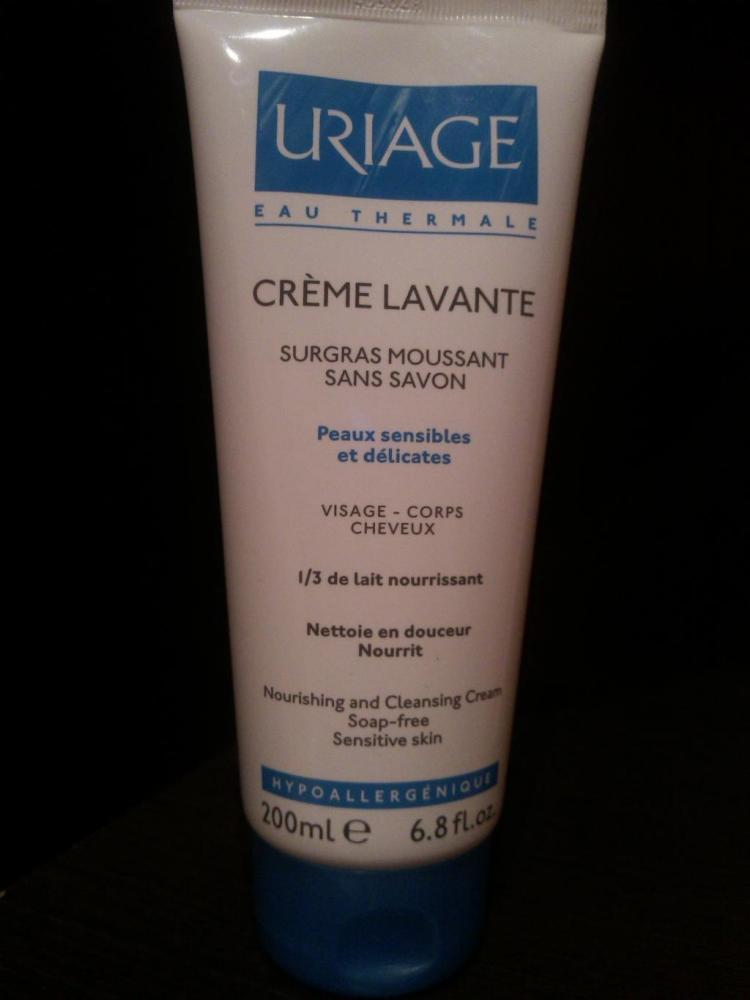 URIAGE
EAU THERMALE
CRÈME LAVANTE
SURGRAS MOUSSANT
SANS SAVON
Peaux sensibles
et délicates
VISAGE - CORPS
CHEVEUX
1/3 de lait nourrissant
Nettoie en douceur
Nourrit
Nourishing and Cleansing Cream
Soap-free
Sensitive skin
HYPOALLERGÉNIQUE
200ml e 6.8 fl.oz.